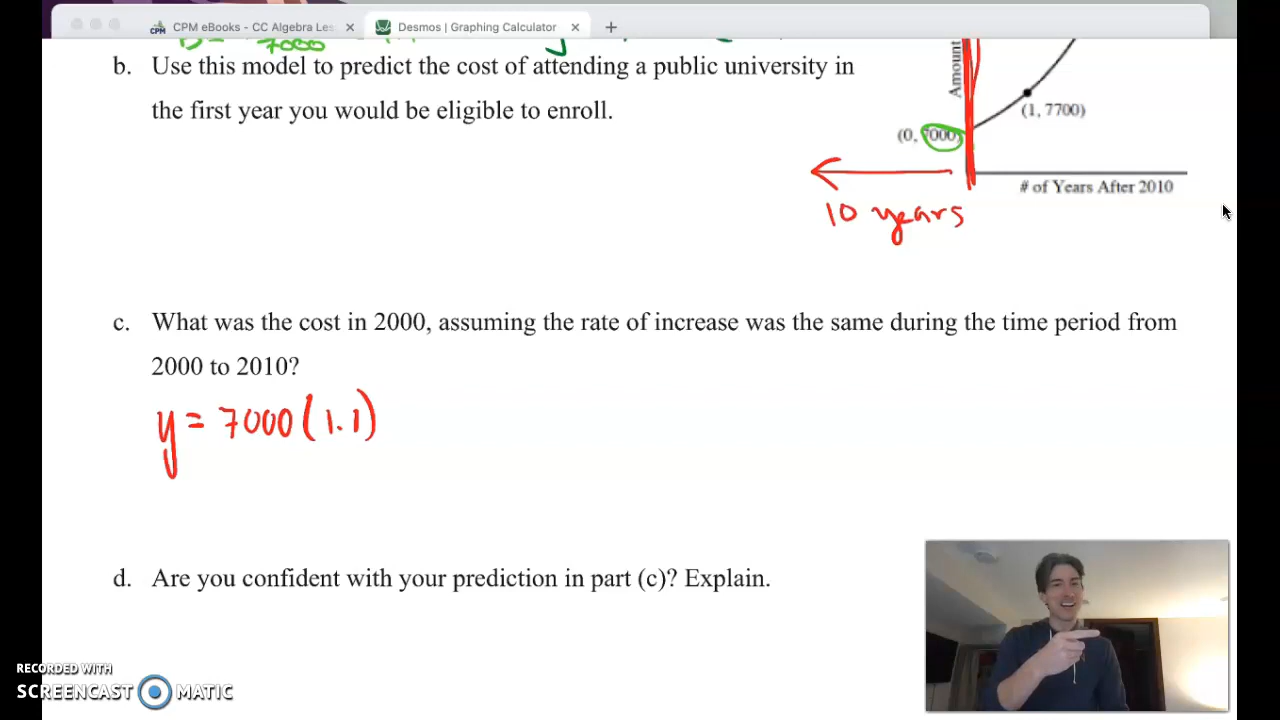 CPM CPM eBooks - CC Algebra Les × Desmos | Graphing Calculator × +
7000
b. Use this model to predict the cost of attending a public university in
the first year you would be eligible to enroll.
Amount
(1, 7700)
(0, 7000)
# of Years After 2010
10 years
c. What was the cost in 2000, assuming the rate of increase was the same during the time period from
2000 to 2010?
y = 7000(1.1)
d. Are you confident with your prediction in part (c)? Explain.
RECORDED WITH
SCREENCAST MATIC